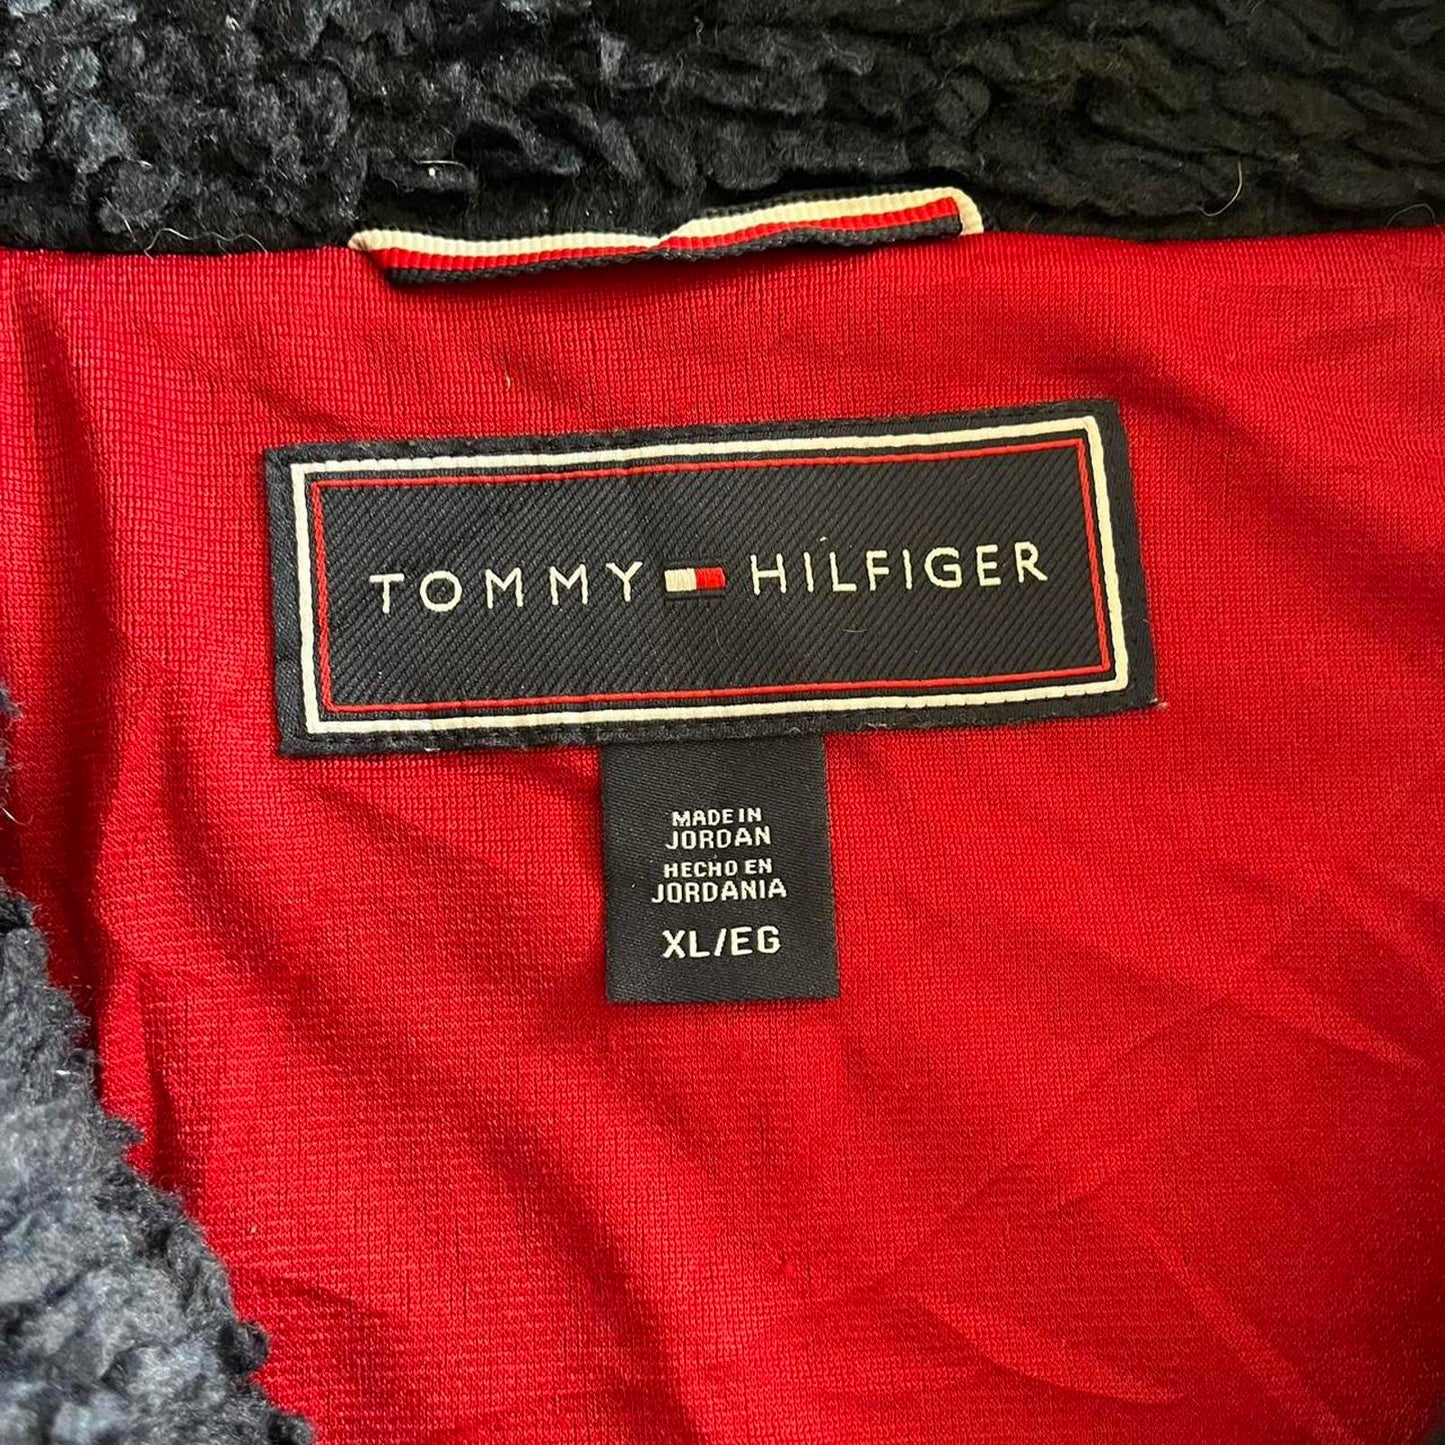 TOMMY HILFIGER
MADE IN
JORDAN
HECHO EN
JORDANIA
XL/EG